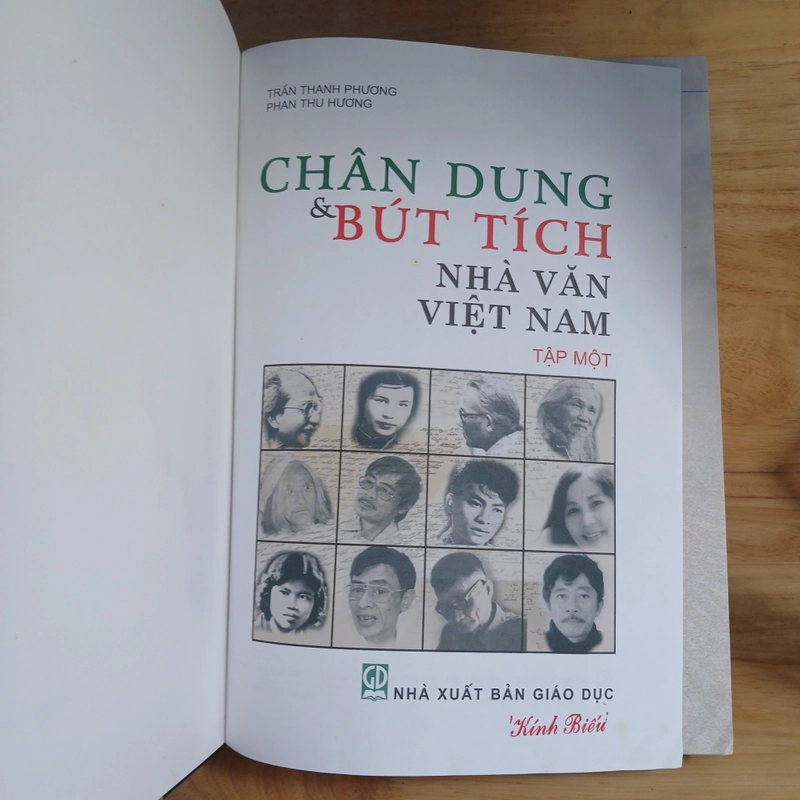 TRẦN THANH PHƯƠNG
PHAN THU HƯƠNG
CHÂN DUNG
& BÚT TÍCH
NHÀ VĂN
VIỆT NAM
TẬP MỘT
GD
NHÀ XUẤT BẢN GIÁO DỤC
'Kính Biếu'